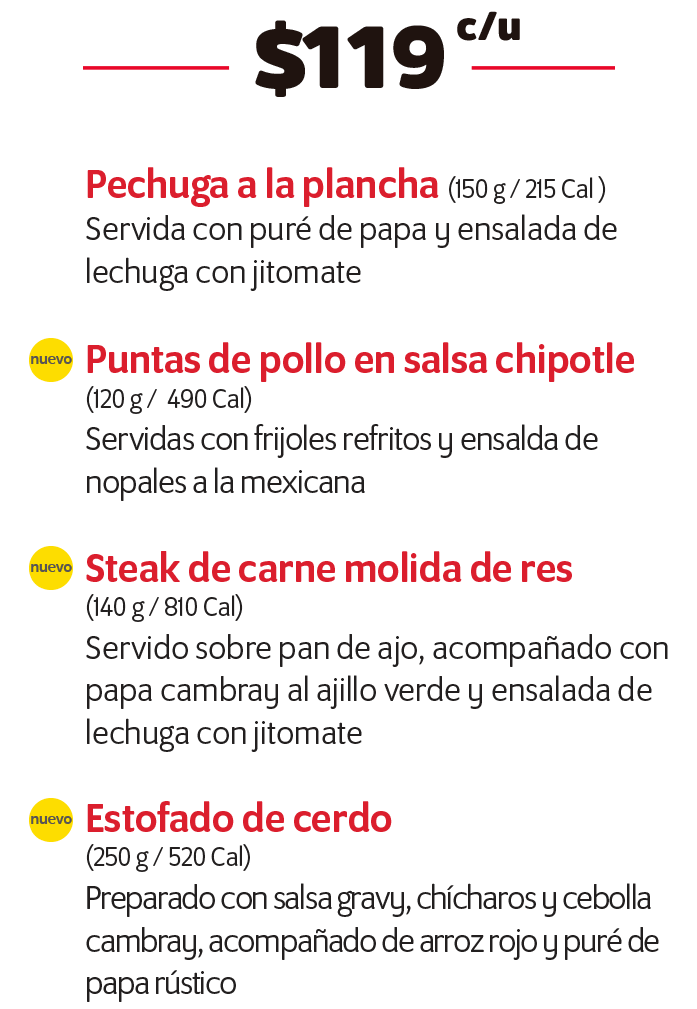 $119 c/u
Pechuga a la plancha (150 g / 215 Cal )
Servida con puré de papa y ensalada de
lechuga con jitomate
nuevo Puntas de pollo en salsa chipotle
(120 g /  490 Cal)
Servidas con frijoles refritos y ensalda de
nopales a la mexicana
nuevo Steak de carne molida de res
(140 g / 810 Cal)
Servido sobre pan de ajo, acompañado con
papa cambray al ajillo verde y ensalada de
lechuga con jitomate
nuevo Estofado de cerdo
(250 g / 520 Cal)
Preparado con salsa gravy, chícharos y cebolla
cambray, acompañado de arroz rojo y puré de
papa rústico